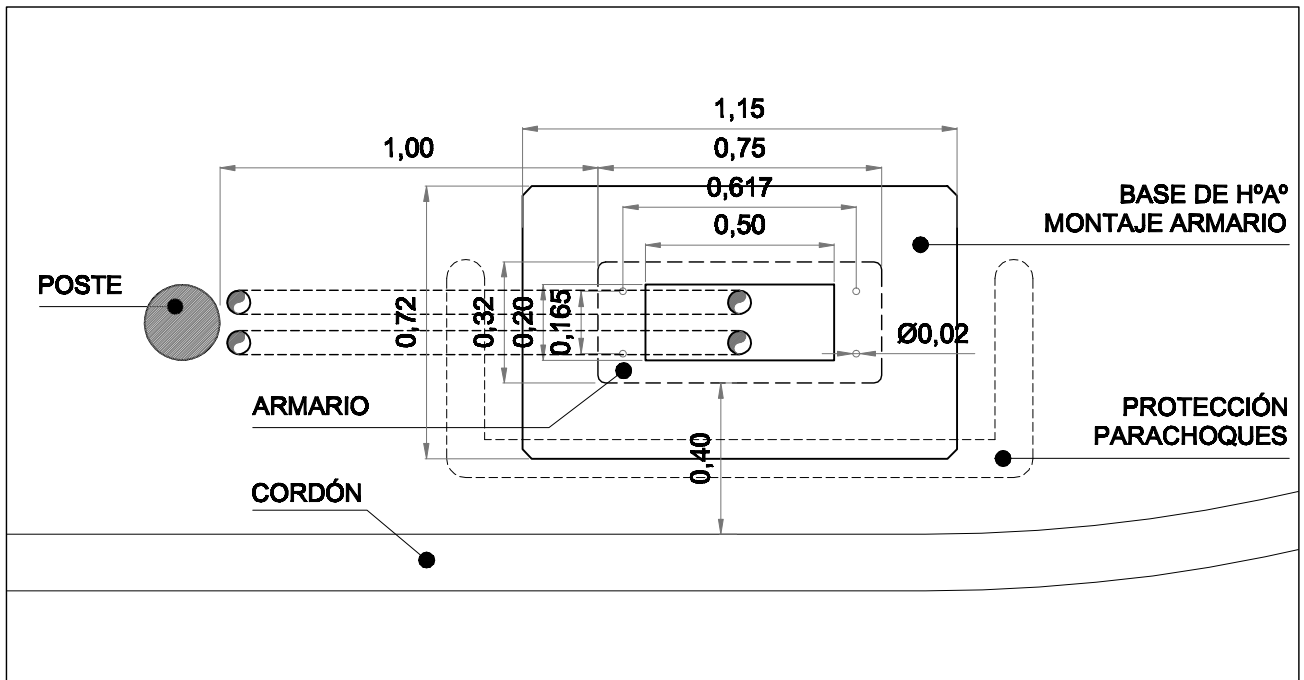 1,15
1,00
0,75
0,617
0,50
BASE DE HºAº
MONTAJE ARMARIO
POSTE
0,72
0,32
0,20
0,165
Ø0,02
ARMARIO
0,40
PROTECCIÓN
PARACHOQUES
CORDÓN